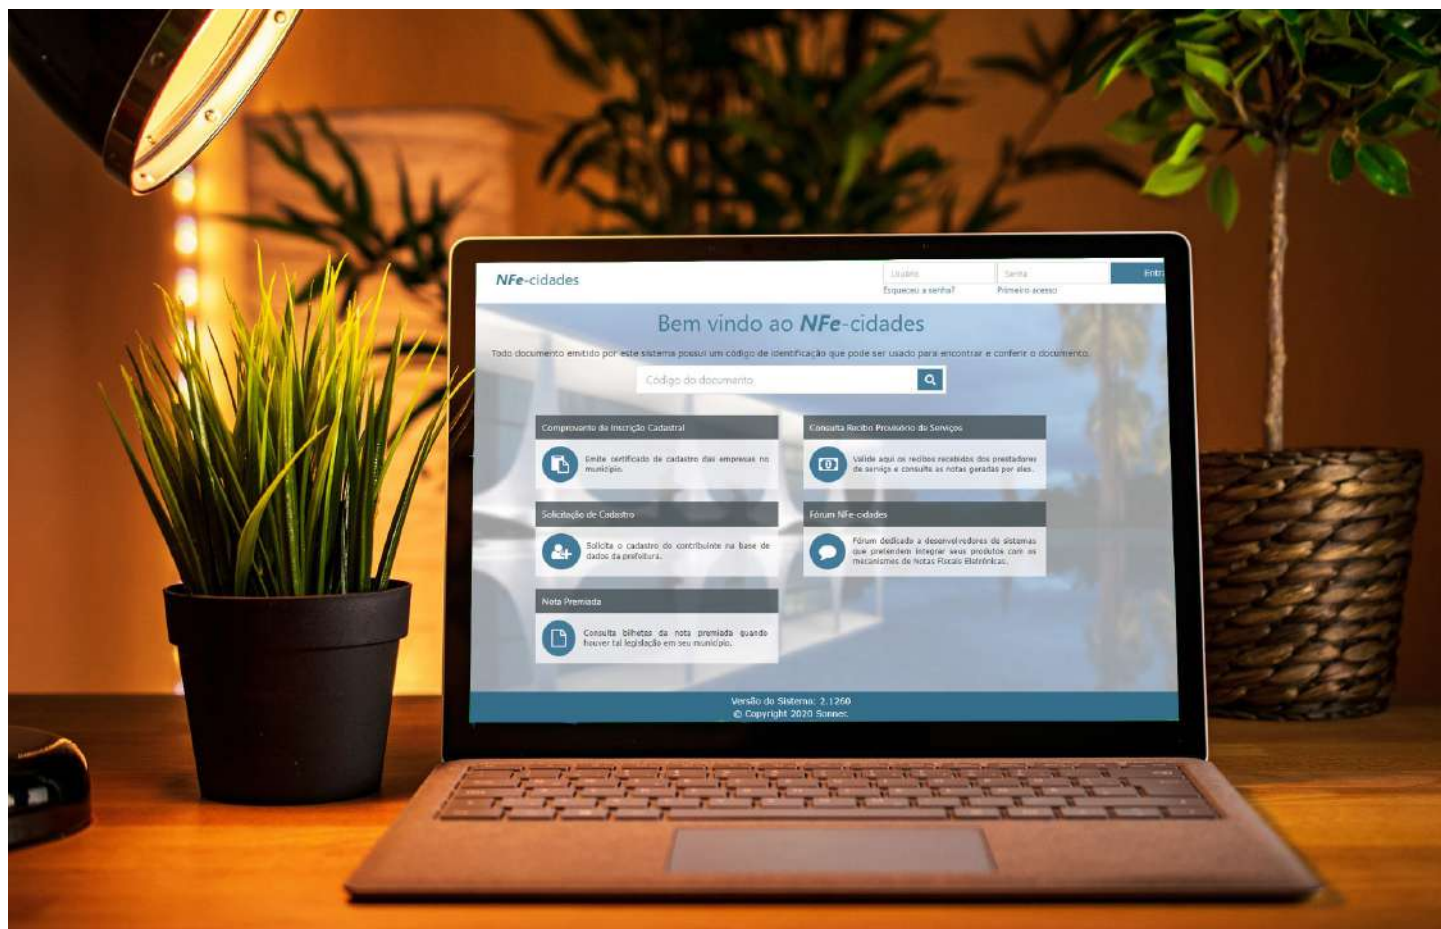 NFe-cidades
Usuário
Senha
Entra
Esqueceu a senha?
Primeiro acesso
Bem vindo ao NFe-cidades
Todo documento emitido por este sistema possui um código de identificação que pode ser usado para encontrar e conferir o documento.
Código do documento
Comprovante de Inscrição Cadastral
Emite certificado de cadastro das empresas no
município.
Consulta Recibo Provisório de Serviços
Valide aqui os recibos recebidos dos prestadores
de serviço e consulte as notas geradas por eles.
Solicitação de Cadastro
Solicita o cadastro do contribuinte na base de
dados da prefeitura.
Fórum NFe-cidades
Fórum dedicado a desenvolvedores de sistemas
que pretendem integrar seus produtos com os
mecanismos de Notas Fiscais Eletrônicas.
Nota Premiada
Consulta bilhetes da nota premiada quando
houver tal legislação em seu município.
Versão do Sistema: 2.1260
© Copyright 2020 Sonner.